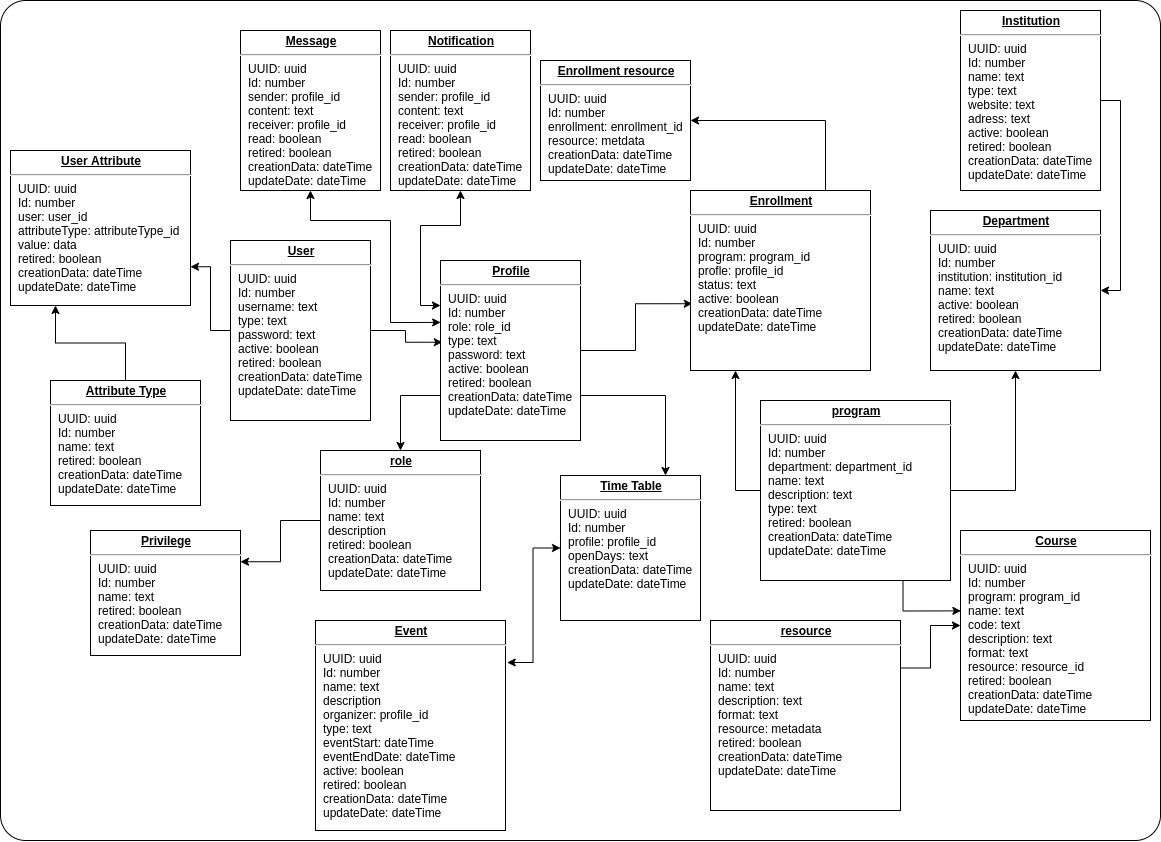 Message
UUID: uuid
Id: number
sender: profile_id
content: text
receiver: profile_id
read: boolean
retired: boolean
creationData: dateTime
updateDate: dateTime
Notification
UUID: uuid
Id: number
sender: profile_id
content: text
receiver: profile_id
read: boolean
retired: boolean
creationData: dateTime
updateDate: dateTime
Enrollment resource
UUID: uuid
Id: number
enrollment: enrollment_id
resource: metdata
creationData: dateTime
updateDate: dateTime
Institution
UUID: uuid
Id: number
name: text
type: text
website: text
adress: text
active: boolean
retired: boolean
creationData: dateTime
updateDate: dateTime
User Attribute
UUID: uuid
Id: number
user: user_id
attributeType: attributeType_id
value: data
retired: boolean
creationData: dateTime
updateDate: dateTime
User
UUID: uuid
Id: number
username: text
type: text
password: text
active: boolean
retired: boolean
creationData: dateTime
updateDate: dateTime
Profile
UUID: uuid
Id: number
role: role_id
type: text
password: text
active: boolean
retired: boolean
creationData: dateTime
updateDate: dateTime
Enrollment
UUID: uuid
Id: number
program: program_id
profle: profile_id
status: text
active: boolean
creationData: dateTime
updateDate: dateTime
Department
UUID: uuid
Id: number
institution: institution_id
name: text
active: boolean
retired: boolean
creationData: dateTime
updateDate: dateTime
Attribute Type
UUID: uuid
Id: number
name: text
retired: boolean
creationData: dateTime
updateDate: dateTime
role
UUID: uuid
Id: number
name: text
description
retired: boolean
creationData: dateTime
updateDate: dateTime
Time Table
UUID: uuid
Id: number
profile: profile_id
openDays: text
creationData: dateTime
updateDate: dateTime
program
UUID: uuid
Id: number
department: department_id
name: text
description: text
type: text
retired: boolean
creationData: dateTime
updateDate: dateTime
Privilege
UUID: uuid
Id: number
name: text
retired: boolean
creationData: dateTime
updateDate: dateTime
Event
UUID: uuid
Id: number
name: text
description
organizer: profile_id
type: text
eventStart: dateTime
eventEndDate: dateTime
active: boolean
retired: boolean
creationData: dateTime
updateDate: dateTime
resource
UUID: uuid
Id: number
name: text
description: text
format: text
resource: metadata
retired: boolean
creationData: dateTime
updateDate: dateTime
Course
UUID: uuid
Id: number
program: program_id
name: text
code: text
description: text
format: text
resource: resource_id
retired: boolean
creationData: dateTime
updateDate: dateTime